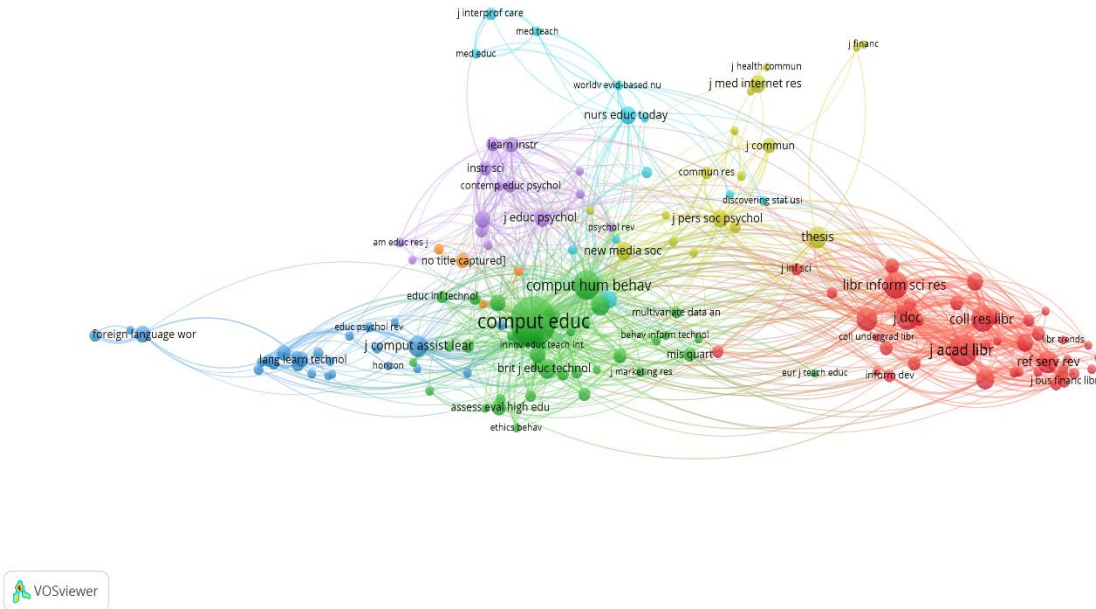 j interprof care
med teach
j financ
med educ
j health commun
j med internet res
worldv evid-based nu
nurs educ today
learn instr
j commun
instr sci
commun res
contemp educ psychol
discovering stat usi
j educ psychol
j pers soc psychol
psychol rev
am educ res j
thesis
new media soc
no title captured]
j inf sci
comput hum behav
libr inform sci res
educ inf technol
multivariate data an
comput educ
j doc
coll res libr
educ psychol rev
foreign language wor
behav inform technol
coll undergrad libr
libr trends
j comput assist lear
innov educ teach int
j acad libr
lang learn technol
mis quart
ref serv rev
horizon
brit j educ technol
j marketing res
eur j teach educ
inform dev
j bus financ libr
assess eval high edu
ethics behav
VOSviewer